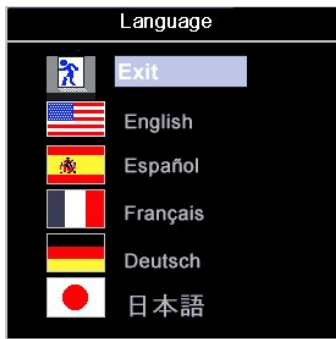 Language
Exit
English
Español
Français
Deutsch
日本語